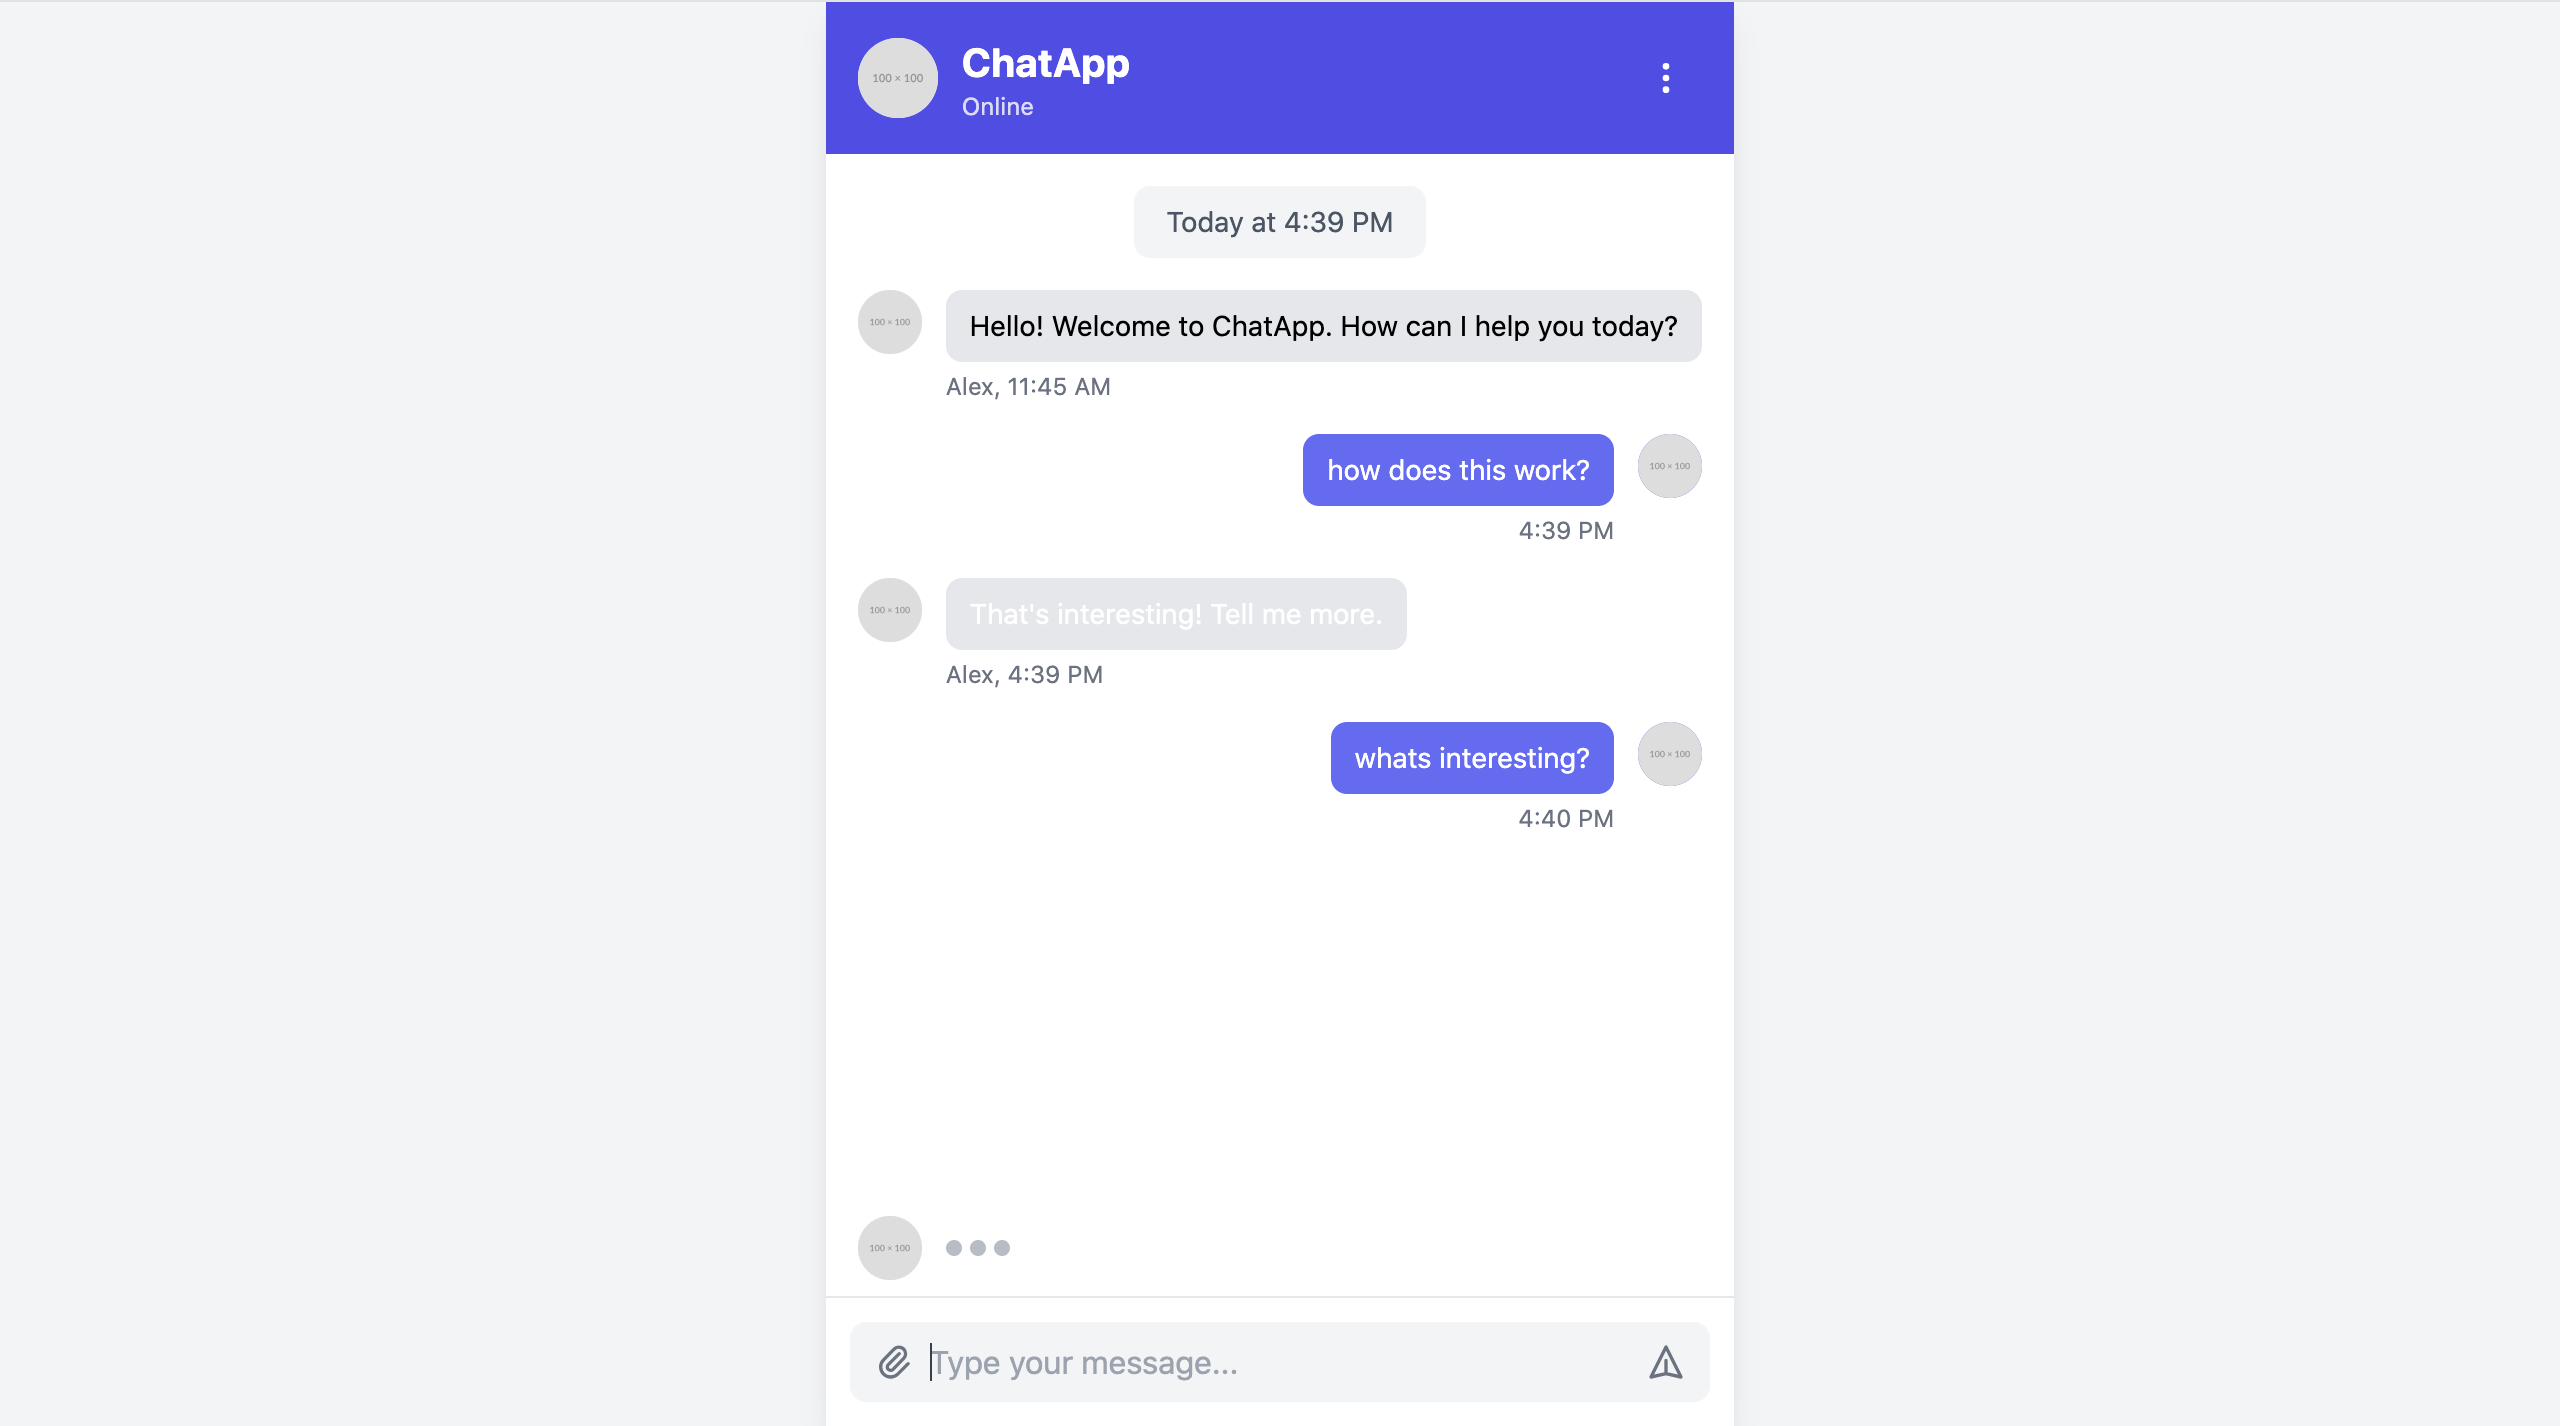 100 × 100
ChatApp
Online
Today at 4:39 PM
100 × 100
Hello! Welcome to ChatApp. How can I help you today?
Alex, 11:45 AM
how does this work?
100 × 100
4:39 PM
100 × 100
That's interesting! Tell me more.
Alex, 4:39 PM
whats interesting?
100 × 100
4:40 PM
100 × 100
Type your message...